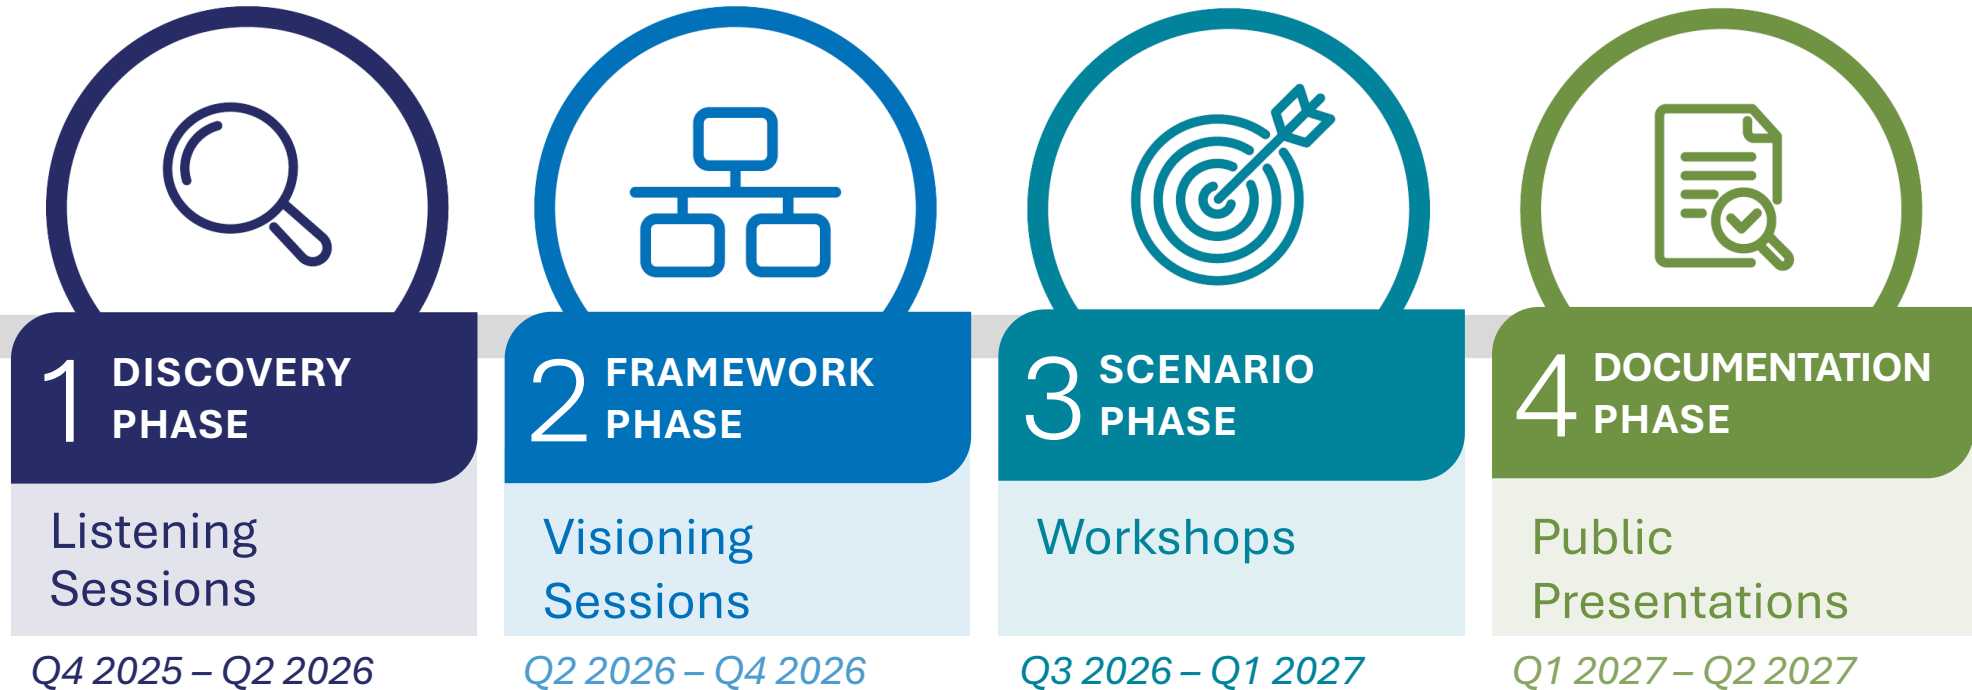 1 DISCOVERY
PHASE
Listening
Sessions
Q4 2025 – Q2 2026
2 FRAMEWORK
PHASE
Visioning
Sessions
Q2 2026 – Q4 2026
3 SCENARIO
PHASE
Workshops
Q3 2026 – Q1 2027
4 DOCUMENTATION
PHASE
Public
Presentations
Q1 2027 – Q2 2027